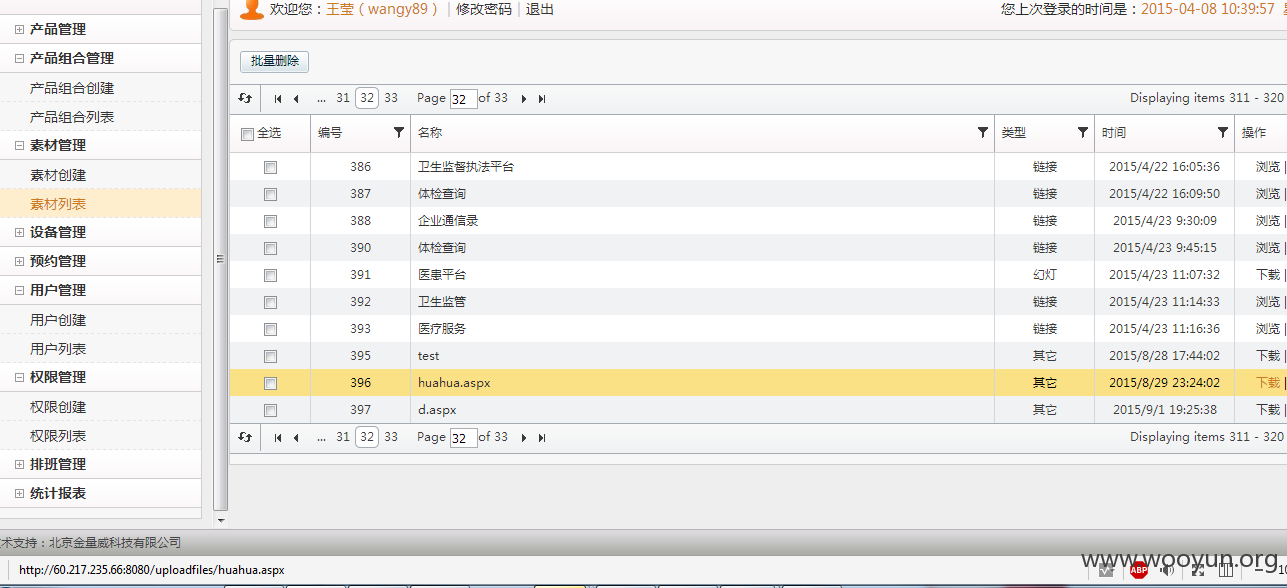 欢迎您：王莹（wangy89）｜修改密码｜退出
您上次登录的时间是：2015-04-08 10:39:57
产品管理
产品组合管理
产品组合创建
产品组合列表
素材管理
素材创建
素材列表
设备管理
预约管理
用户管理
用户创建
用户列表
权限管理
权限创建
权限列表
排班管理
统计报表
批量删除
... 31 32 33 Page 32 of 33 Displaying items 311 - 320
全选 编号 名称 类型 时间 操作
386 卫生监督执法平台 链接 2015/4/22 16:05:36 浏览 |
387 体检查询 链接 2015/4/22 16:09:50 浏览 |
388 企业通信录 链接 2015/4/23 9:30:09 浏览 |
390 体检查询 链接 2015/4/23 9:45:15 浏览 |
391 医患平台 幻灯 2015/4/23 11:07:32 下载 |
392 卫生监管 链接 2015/4/23 11:14:33 浏览 |
393 医疗服务 链接 2015/4/23 11:16:36 浏览 |
395 test 其它 2015/8/28 17:44:02 下载 |
396 huahua.aspx 其它 2015/8/29 23:24:02 下载 |
397 d.aspx 其它 2015/9/1 19:25:38 下载 |
... 31 32 33 Page 32 of 33 Displaying items 311 - 320
术支持：北京金量威科技有限公司
http://60.217.235.66:8080/uploadfiles/huahua.aspx
ABP
www.wooyun.org